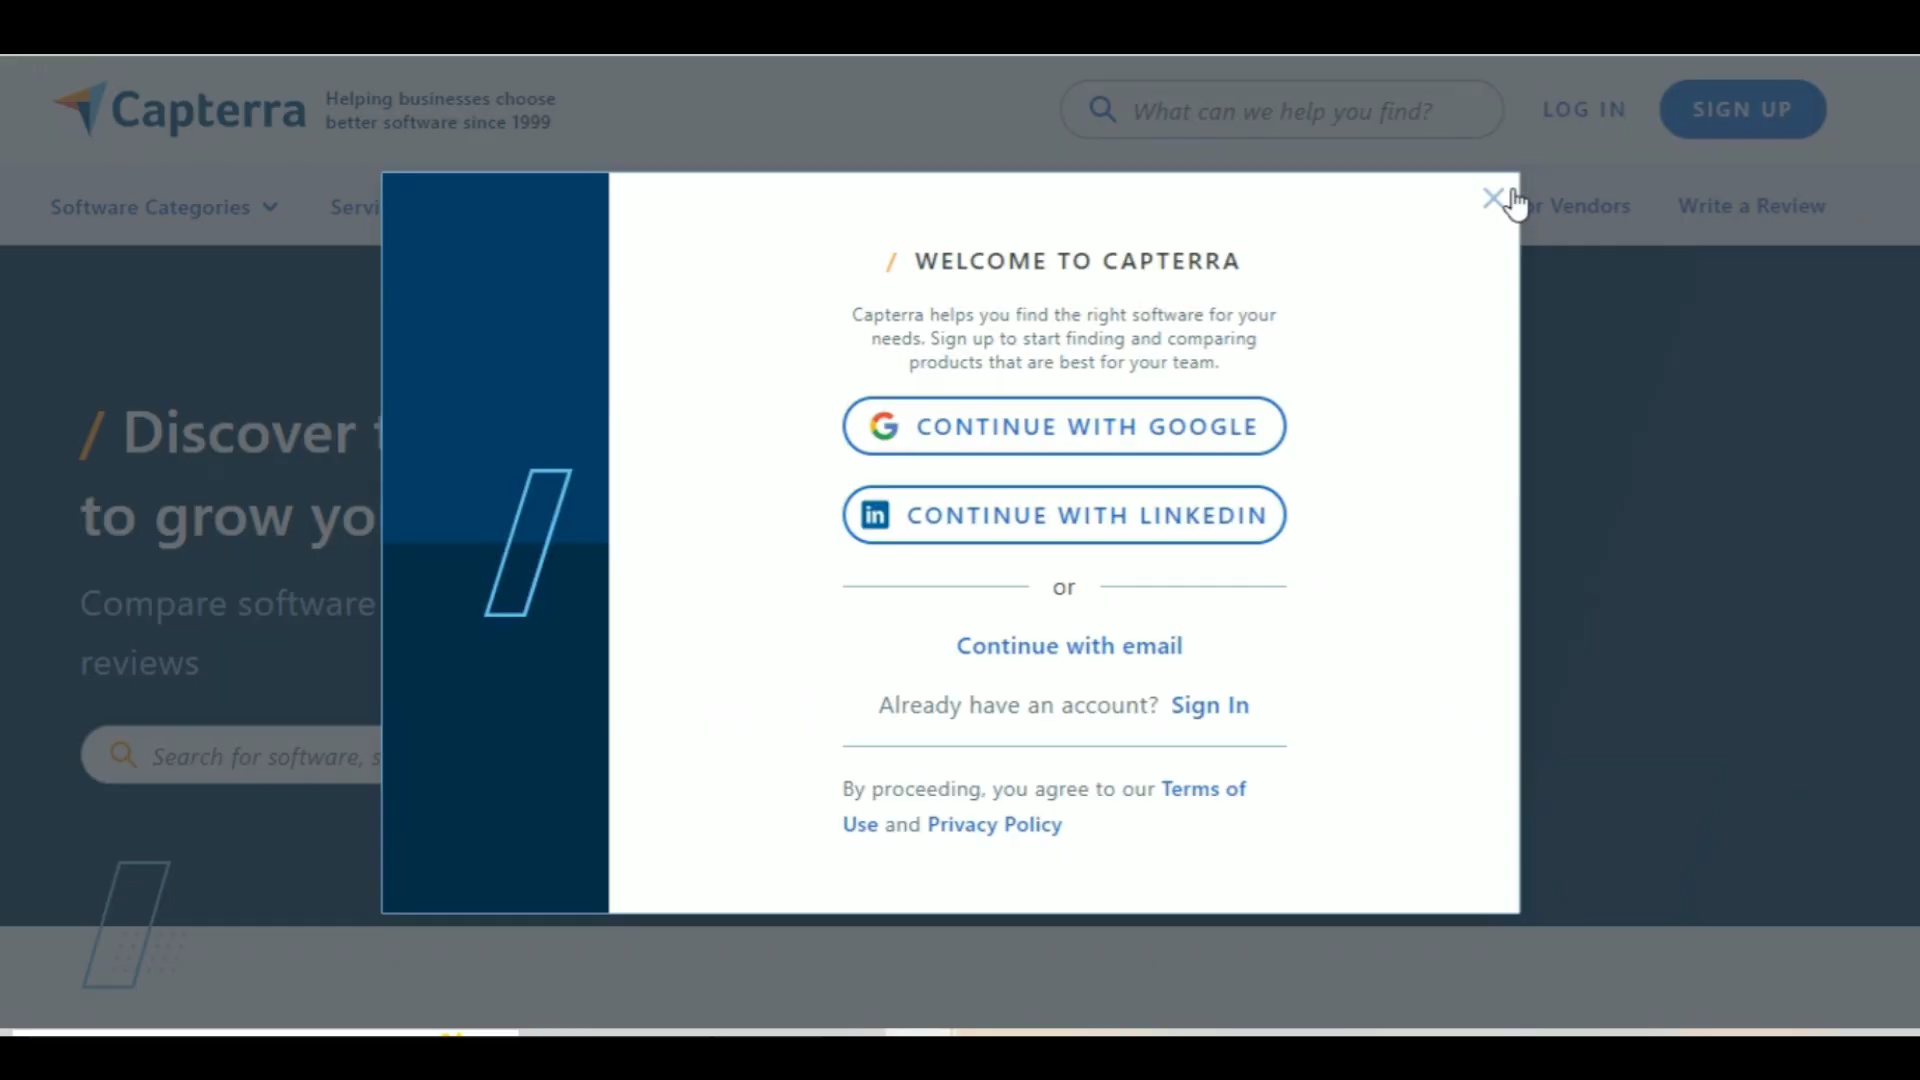 Capterra
Helping businesses choose
better software since 1999
What can we help you find?
LOG IN
SIGN UP
Software Categories
Servi
or Vendors
Write a Review
/ WELCOME TO CAPTERRA
Capterra helps you find the right software for your
needs. Sign up to start finding and comparing
products that are best for your team.
CONTINUE WITH GOOGLE
in CONTINUE WITH LINKEDIN
or
Continue with email
Already have an account? Sign In
By proceeding, you agree to our Terms of
Use and Privacy Policy
/ Discover
to grow yo
Compare software
reviews
Search for software, s